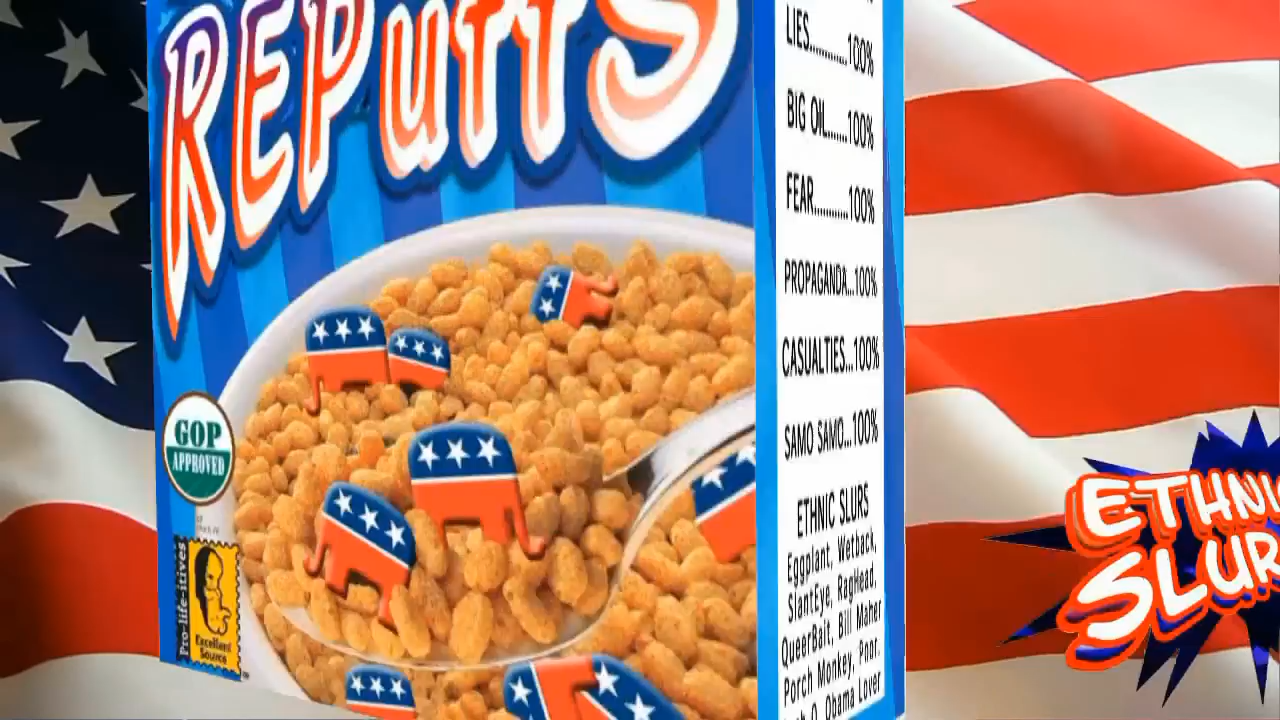 REPuffs
LIES..........100%
BIG OIL......100%
FEAR..........100%
PROPAGANDA...100%
CASUALTIES...100%
SAMO SAMO...100%
ETHNIC SLURS
Eggplant, Wetback,
SlantEye, RagHead,
QueerBait, Bill Maher
Porch Monkey, Poor,
O, Obama Lover
GOP
APPROVED
Pro-life-itives
Excellent
Source
ETHNIC
SLUR